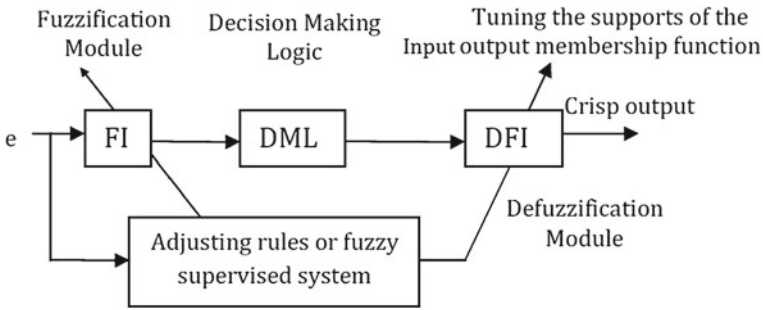 Fuzzification
Module
Decision Making
Logic
Tuning the supports of the
Input output membership function
e
FI
DML
DFI
Crisp output
Adjusting rules or fuzzy
supervised system
Defuzzification
Module